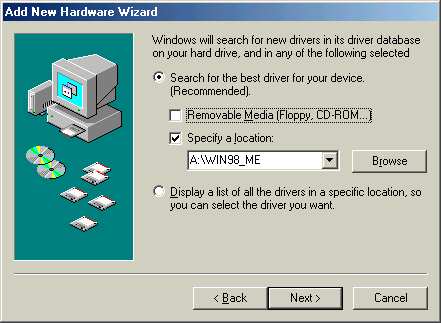 Add New Hardware Wizard
Windows will search for new drivers in its driver database
on your hard drive, and in any of the following selected
Search for the best driver for your device.
(Recommended).
Removable Media (Floppy, CD-ROM...)
Specify a location:
A:\WIN98_ME
Browse
Display a list of all the drivers in a specific location, so
you can select the driver you want.
< Back
Next >
Cancel